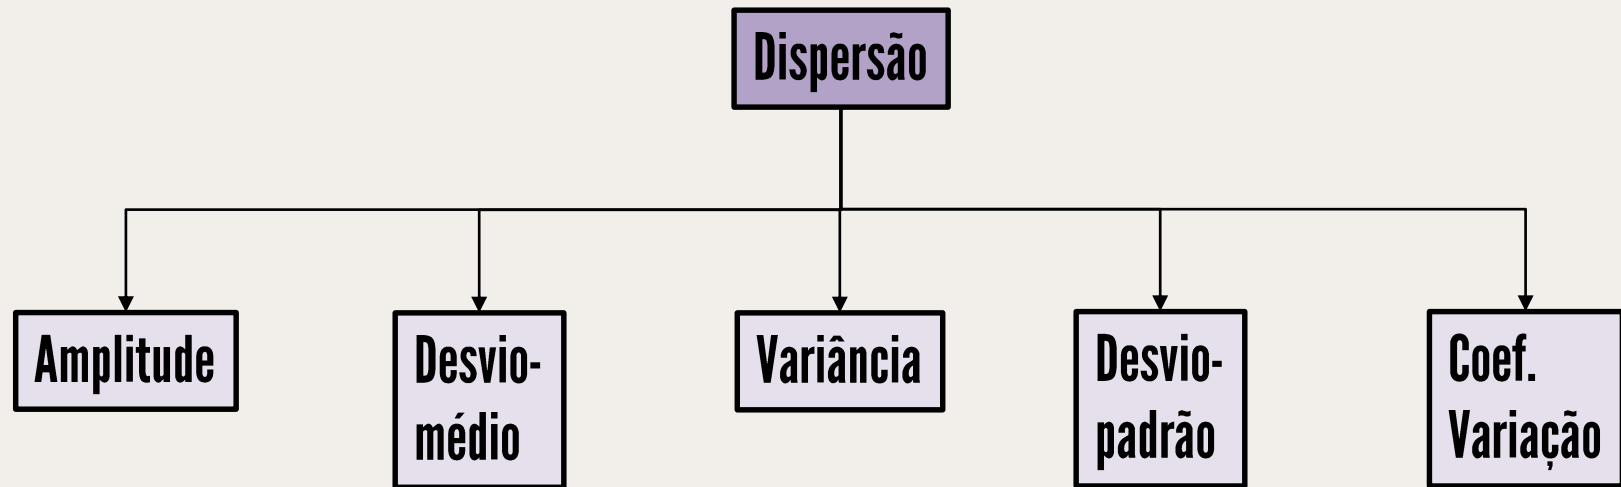 Dispersão
Amplitude
Desvio-
médio
Variância
Desvio-
padrão
Coef.
Variação